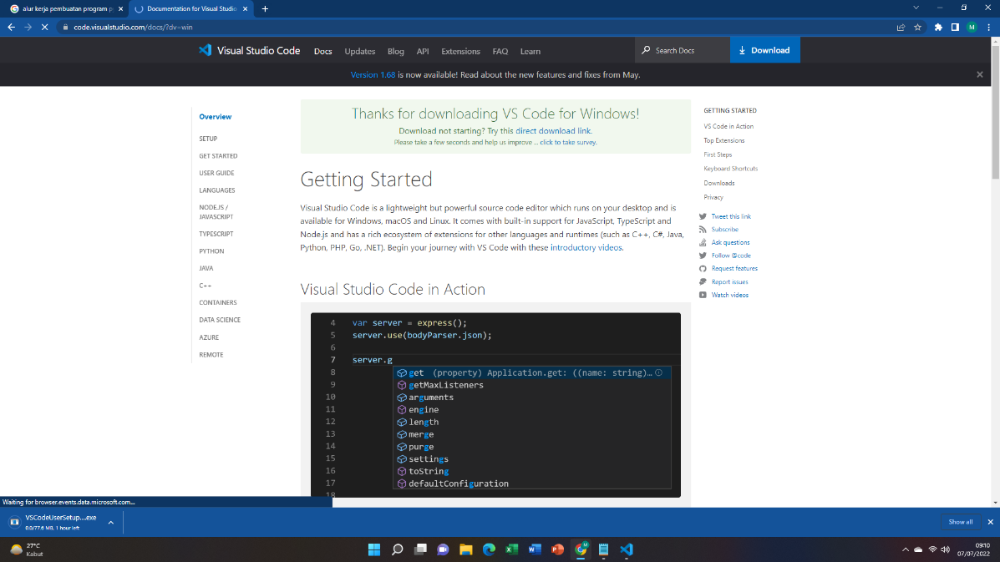 alur kerja pembuatan program p
Documentation for Visual Studio
code.visualstudio.com/docs/?dv=win
M
Visual Studio Code
Docs
Updates
Blog
API
Extensions
FAQ
Learn
Search Docs
Download
Version 1.68 is now available! Read about the new features and fixes from May.
Overview
SETUP
GET STARTED
USER GUIDE
LANGUAGES
NODE.JS /
JAVASCRIPT
TYPESCRIPT
PYTHON
JAVA
C++
CONTAINERS
DATA SCIENCE
AZURE
REMOTE
Thanks for downloading VS Code for Windows!
Download not starting? Try this direct download link.
Please take a few seconds and help us improve ... click to take survey.
Getting Started
Visual Studio Code is a lightweight but powerful source code editor which runs on your desktop and is
available for Windows, macOS and Linux. It comes with built-in support for JavaScript, TypeScript and
Node.js and has a rich ecosystem of extensions for other languages and runtimes (such as C++, C#, Java,
Python, PHP, Go, .NET). Begin your journey with VS Code with these introductory videos.
Visual Studio Code in Action
4 var server = express();
5 server.use(bodyParser.json);
6
7 server.g
8 get (property) Application.get: ((name: string)…
9 getMaxListeners
10 arguments
11 engine
12 length
13 merge
14 purge
15 settings
16 toString
17 defaultConfiguration
18
GETTING STARTED
VS Code in Action
Top Extensions
First Steps
Keyboard Shortcuts
Downloads
Privacy
Tweet this link
Subscribe
Ask questions
Follow @code
Request features
Report issues
Watch videos
Waiting for browser.events.data.microsoft.com...
VSCodeUserSetup....exe
0.0/77.6 MB, 1 hour left
Show all
27°C
Kabut
09:10
07/07/2022